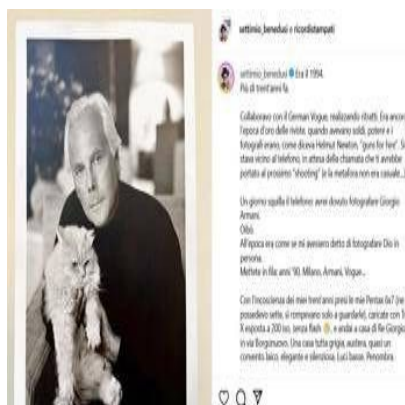 settimio_benedusi e ricordistampati
settimio_benedusi Era il 1994.
Più di trent'anni fa.
Collaboravo con il German Vogue, realizzando ritratti. Era ancora
l'epoca d'oro delle riviste, quando avevano soldi, potere e i
fotografi erano, come diceva Helmut Newton, "guns for hire". Si
stava vicino al telefono, in attesa della chiamata che ti avrebbe
portato al prossimo "shooting" (e la metafora non era casuale...)
Un giorno squilla il telefono: avrei dovuto fotografare Giorgio
Armani.
Oibò.
All'epoca era come se mi avessero detto di fotografare Dio in
persona.
Mettete in fila: anni '90, Milano, Armani, Vogue...
Con l'incoscienza dei miei trent'anni presi le mie Pentax 6x7 (ne
possedevo sette, si rompevano solo a guardarle), caricate con Tri
X esposta a 200 iso, senza flash, e andai a casa di Re Giorgio
in via Borgonuovo. Una casa tutta grigia, austera, quasi un
convento laico, elegante e silenziosa. Luci basse. Penombra.